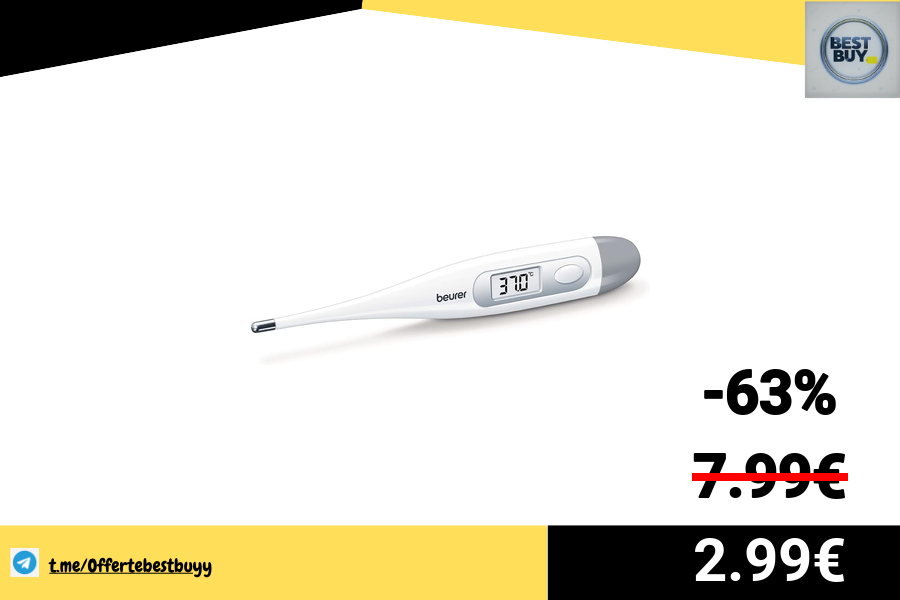 BEST
BUY
beurer
37.0°C
-63%
7.99€
2.99€
t.me/Offertebestbuyy